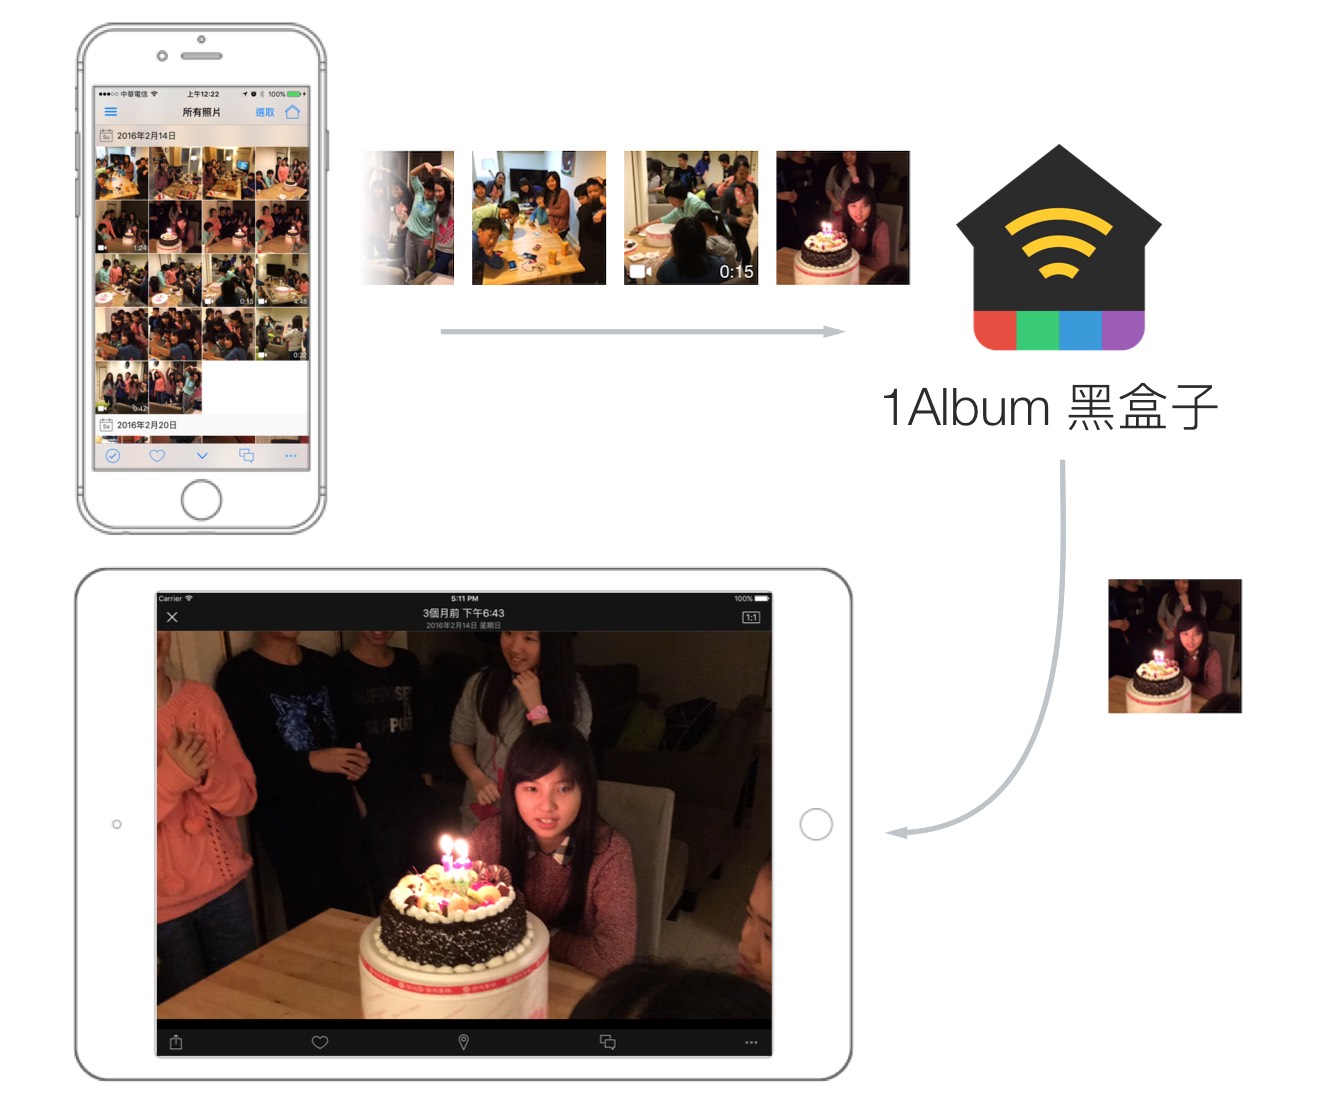 中華電信
上午12:22
100%
所有照片
選取
Su
2016年2月14日
1:24
0:15
4:48
0:32
0:47
Sa
2016年2月20日
0:15
1Album 黑盒子
Carrier
5:11 PM
100%
3個月前 下午6:43
2016年2月14日 星期日
1:1
SUPPOSE
SUPPORT